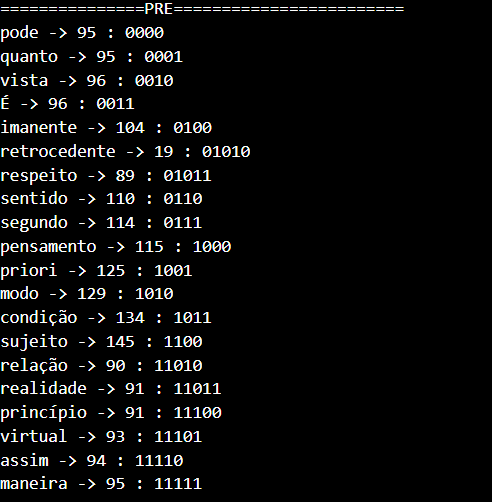 ===============PRE========================
pode -> 95 : 0000
quanto -> 95 : 0001
vista -> 96 : 0010
É -> 96 : 0011
imanente -> 104 : 0100
retrocedente -> 19 : 01010
respeito -> 89 : 01011
sentido -> 110 : 0110
segundo -> 114 : 0111
pensamento -> 115 : 1000
priori -> 125 : 1001
modo -> 129 : 1010
condição -> 134 : 1011
sujeito -> 145 : 1100
relação -> 90 : 11010
realidade -> 91 : 11011
princípio -> 91 : 11100
virtual -> 93 : 11101
assim -> 94 : 11110
maneira -> 95 : 11111